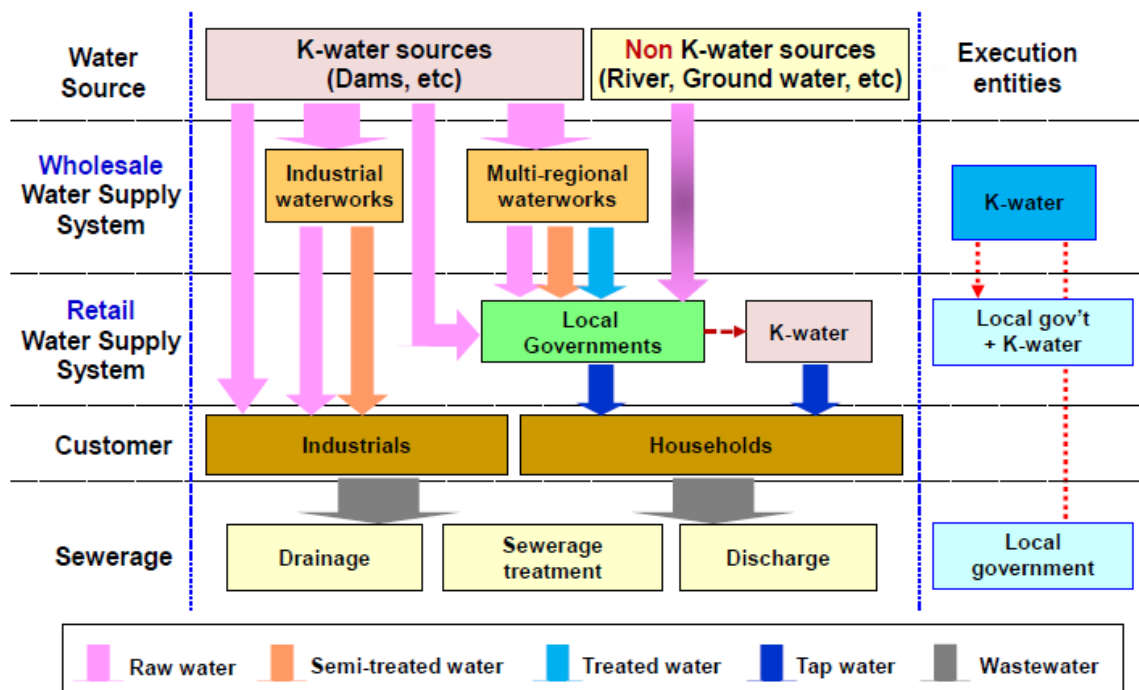 Water
Source
K-water sources
(Dams, etc)
Non K-water sources
(River, Ground water, etc)
Execution
entities
Wholesale
Water Supply
System
Industrial
waterworks
Multi-regional
waterworks
K-water
Retail
Water Supply
System
Local
Governments
K-water
Local gov't
+ K-water
Customer
Industrials
Households
Sewerage
Drainage
Sewerage
treatment
Discharge
Local
government
Raw water
Semi-treated water
Treated water
Tap water
Wastewater